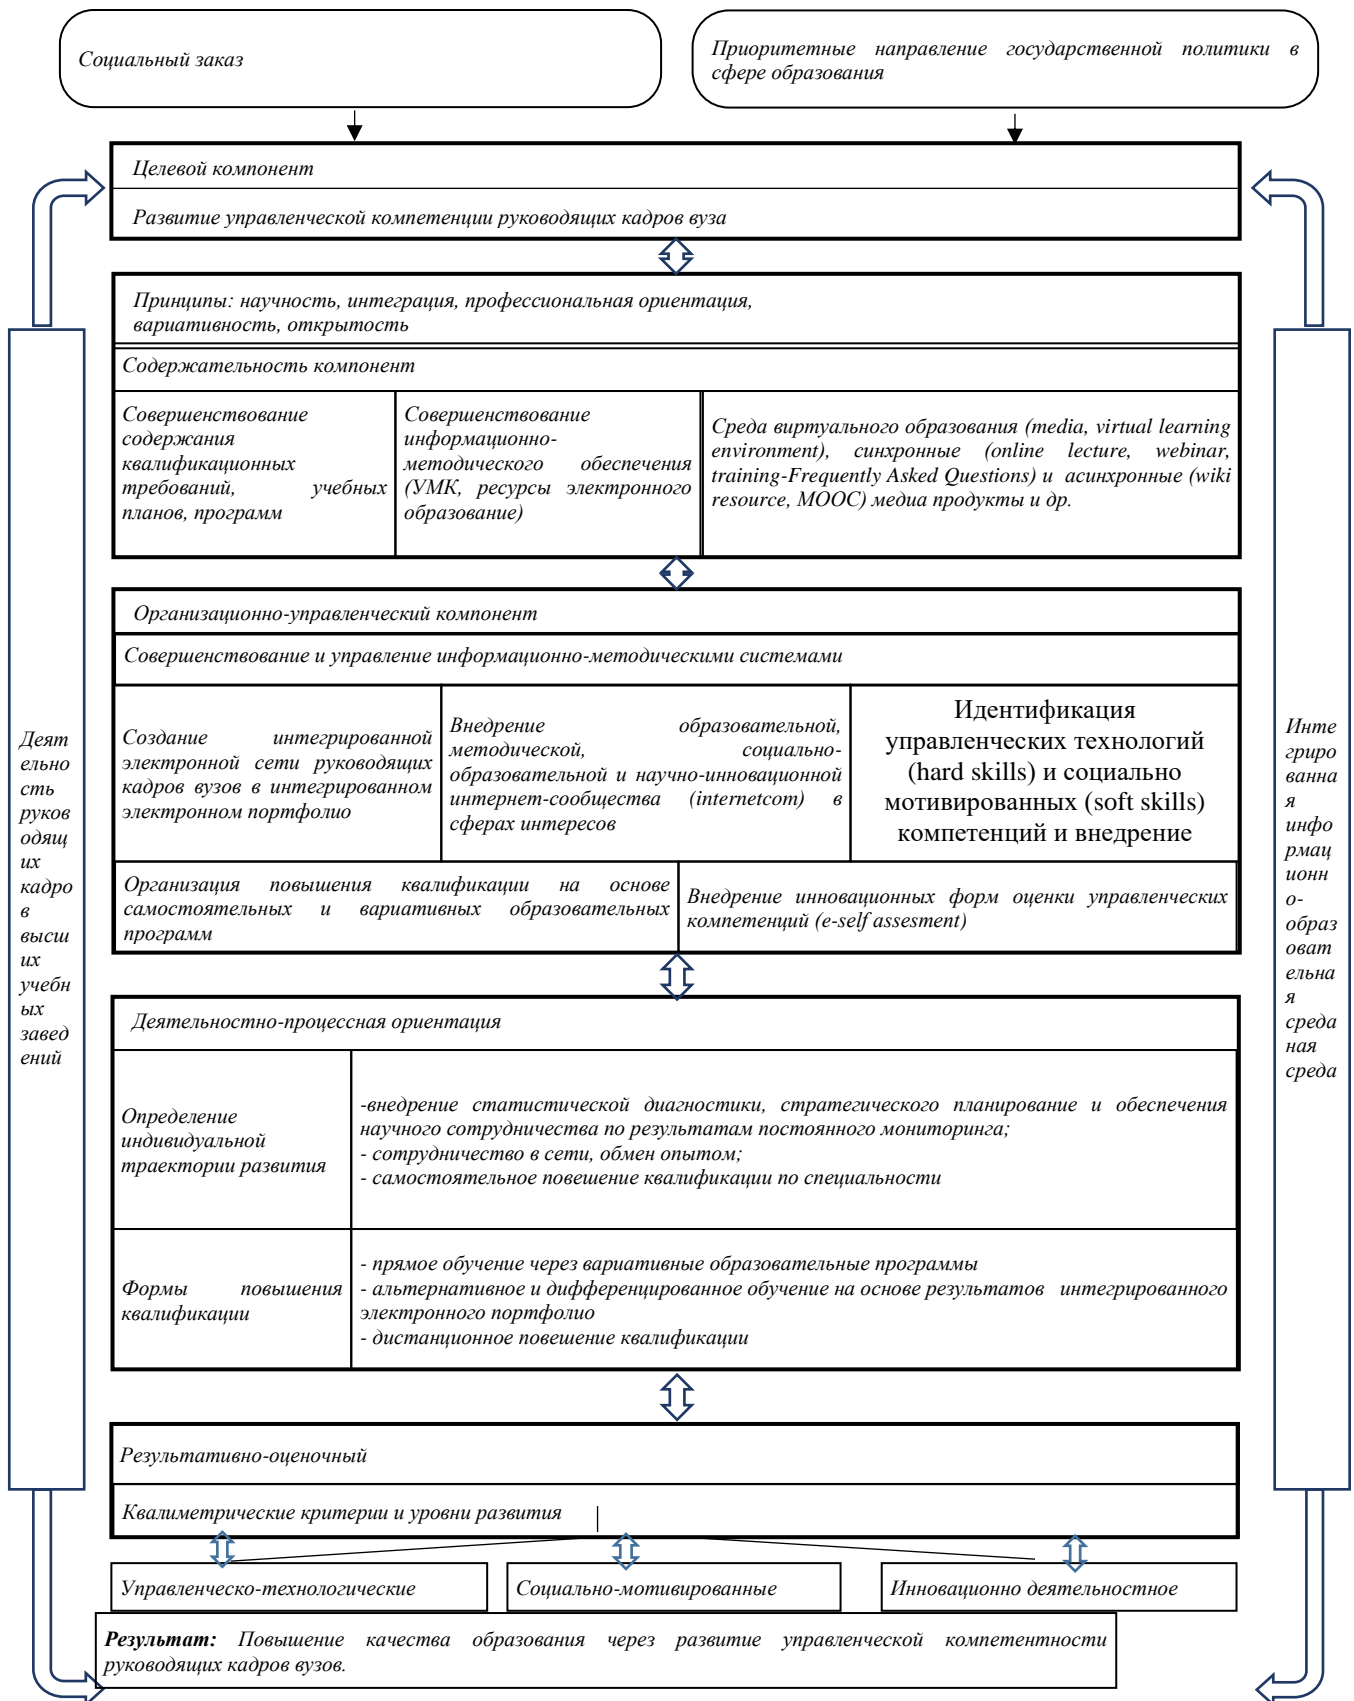 Социальный заказ
Приоритетные направление государственной политики в
сфере образования
Целевой компонент
Развитие управленческой компетенции руководящих кадров вуза
Принципы: научность, интеграция, профессиональная ориентация,
вариативность, открытость
Содержательность компонент
Совершенствование
содержания
квалификационных
требований, учебных
планов, программ
Совершенствование
информационно-
методического обеспечения
(УМК, ресурсы электронного
образование)
Среда виртуального образования (media, virtual learning
environment), синхронные (online lecture, webinar,
training-Frequently Asked Questions) и асинхронные (wiki
resource, MOOC) медиа продукты и др.
Организационно-управленческий компонент
Совершенствование и управление информационно-методическими системами
Создание интегрированной
электронной сети руководящих
кадров вузов в интегрированном
электронном портфолио
Внедрение образовательной,
методической, социально-
образовательной и научно-инновационной
интернет-сообщества (internetcom) в
сферах интересов
Идентификация
управленческих технологий
(hard skills) и социально
мотивированных (soft skills)
компетенций и внедрение
Организация повышения квалификации на основе
самостоятельных и вариативных образовательных
программ
Внедрение инновационных форм оценки управленческих
компетенций (e-self assesment)
Деятельностно-процессная ориентация
Определение
индивидуальной
траектории развития
-внедрение статистической диагностики, стратегического планирование и обеспечения
научного сотрудничества по результатам постоянного мониторинга;
- сотрудничество в сети, обмен опытом;
- самостоятельное повешение квалификации по специальности
Формы повышения
квалификации
- прямое обучение через вариативные образовательные программы
- альтернативное и дифференцированное обучение на основе результатов интегрированного
электронного портфолио
- дистанционное повешение квалификации
Результативно-оценочный
Квалиметрические критерии и уровни развития
Управленческо-технологические
Социально-мотивированные
Инновационно деятельностное
Результат: Повышение качества образования через развитие управленческой компетентности
руководящих кадров вузов.
Деят
ельно
сть
руков
одящ
их
кадро
в
высш
их
учебн
ых
завед
ений
Инте
гриро
ванна
я
инфо
рмац
ионн
о-
образ
оват
ельна
я
среда
ная
среда